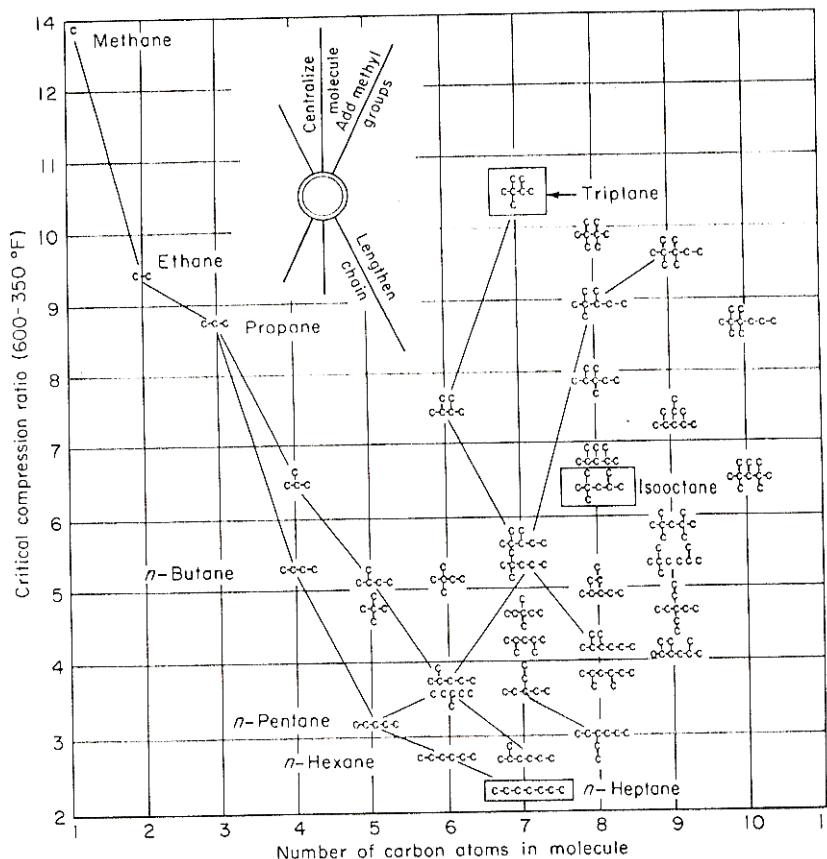 14
12
11
10
9
8
7
6
5
4
3
2
Critical compression ratio (600-350 °F)
C Methane
Centralize
molecule
Add methyl
groups
Lengthen
chain
Triptane
Ethane
C-C
Propane
C-C-C
Isooctane
n-Butane
C-C-C-C
n-Pentane
C-C-C-C-C
n-Hexane
C-C-C-C-C-C
C-C-C-C-C-C-C
n-Heptane
1 2 3 4 5 6 7 8 9 10 1
Number of carbon atoms in molecule